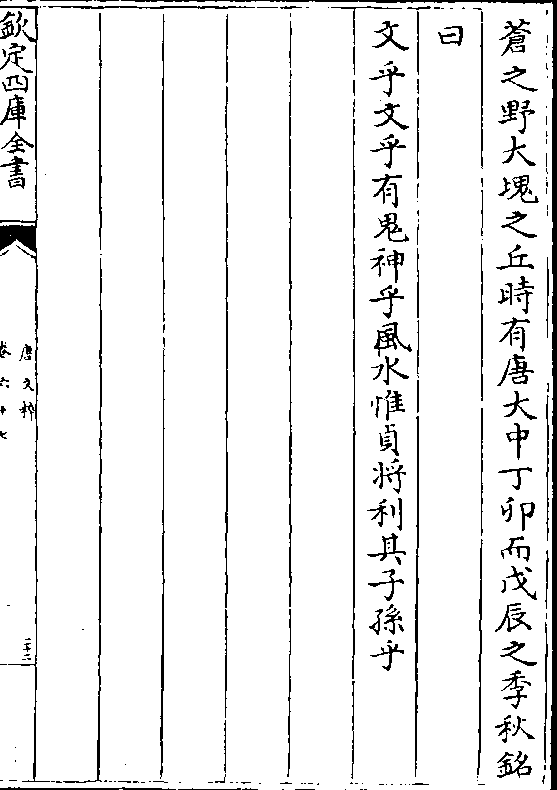 蒼之野大塊之丘時有唐大中丁卯而戊辰之季秋銘
曰
文乎文乎有鬼神乎風水惟貞將利其子孫乎
欽定四庫全書
唐文粹
卷六十七